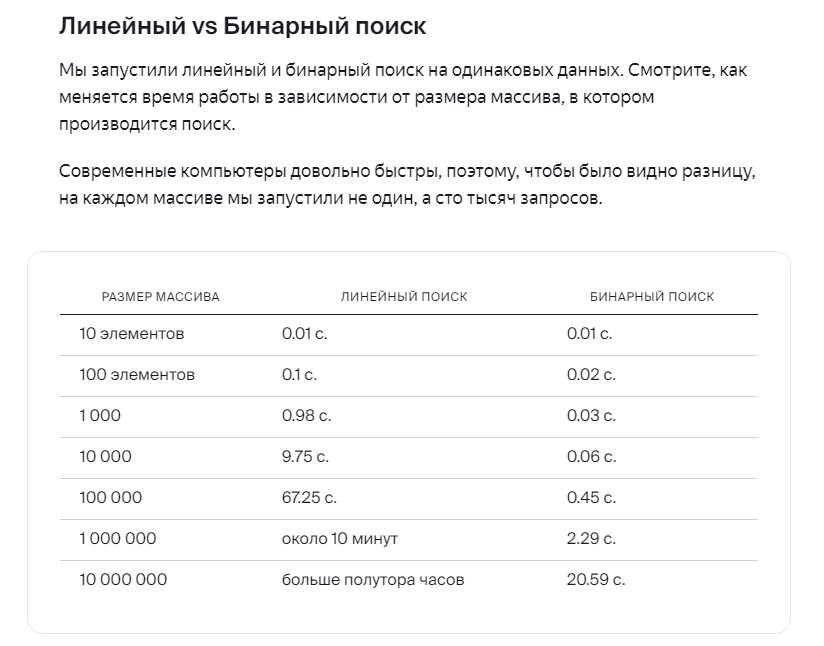 Линейный vs Бинарный поиск
Мы запустили линейный и бинарный поиск на одинаковых данных. Смотрите, как
меняется время работы в зависимости от размера массива, в котором
производится поиск.
Современные компьютеры довольно быстры, поэтому, чтобы было видно разницу,
на каждом массиве мы запустили не один, а сто тысяч запросов.
РАЗМЕР МАССИВА ЛИНЕЙНЫЙ ПОИСК БИНАРНЫЙ ПОИСК
10 элементов 0.01 с. 0.01 с.
100 элементов 0.1 с. 0.02 с.
1 000 0.98 с. 0.03 с.
10 000 9.75 с. 0.06 с.
100 000 67.25 с. 0.45 с.
1 000 000 около 10 минут 2.29 с.
10 000 000 больше полутора часов 20.59 с.